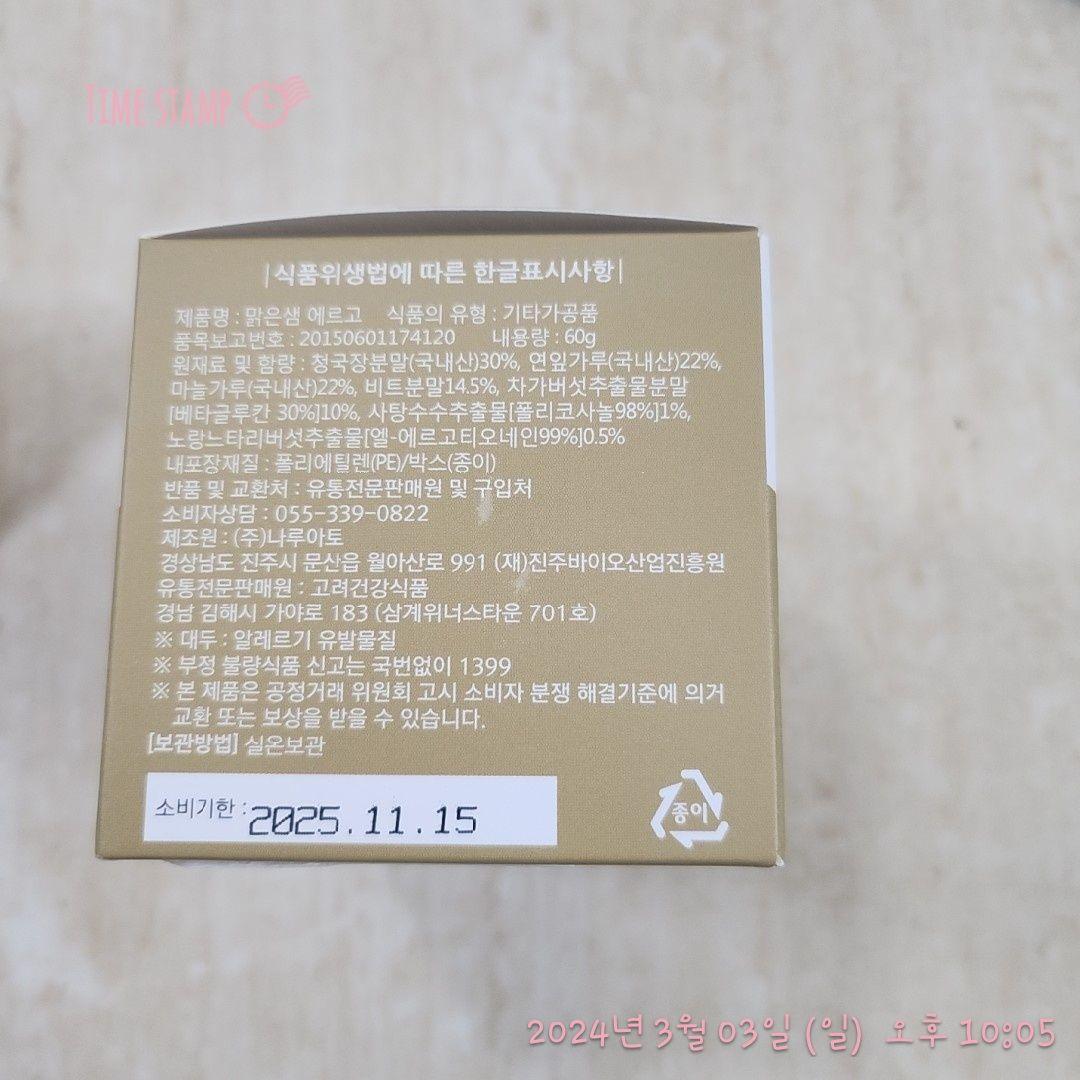 TIME STAMP
|식품위생법에 따른 한글표시사항|
제품명 : 맑은샘 에르고 식품의 유형 : 기타가공품
품목보고번호 : 20150601174120 내용량 : 60g
원재료 및 함량 : 청국장분말(국내산)30%, 연잎가루(국내산)22%,
마늘가루(국내산)22%, 비트분말14.5%, 차가버섯추출물분말
[베타글루칸 30%]10%, 사탕수수추출물[폴리코사놀98%]1%,
노랑느타리버섯추출물[엘-에르고티오네인99%]0.5%
내포장재질 : 폴리에틸렌(PE)/박스(종이)
반품 및 교환처 : 유통전문판매원 및 구입처
소비자상담 : 055-339-0822
제조원 : (주)나루아토
경상남도 진주시 문산읍 월아산로 991 (재)진주바이오산업진흥원
유통전문판매원 : 고려건강식품
경남 김해시 가야로 183 (삼계위너스타운 701호)
※ 대두 : 알레르기 유발물질
※ 부정 불량식품 신고는 국번없이 1399
※ 본 제품은 공정거래 위원회 고시 소비자 분쟁 해결기준에 의거
교환 또는 보상을 받을 수 있습니다.
[보관방법] 실온보관
소비기한 : 2025.11.15
종이
2024년 3월 03일 (일) 오후 10:05